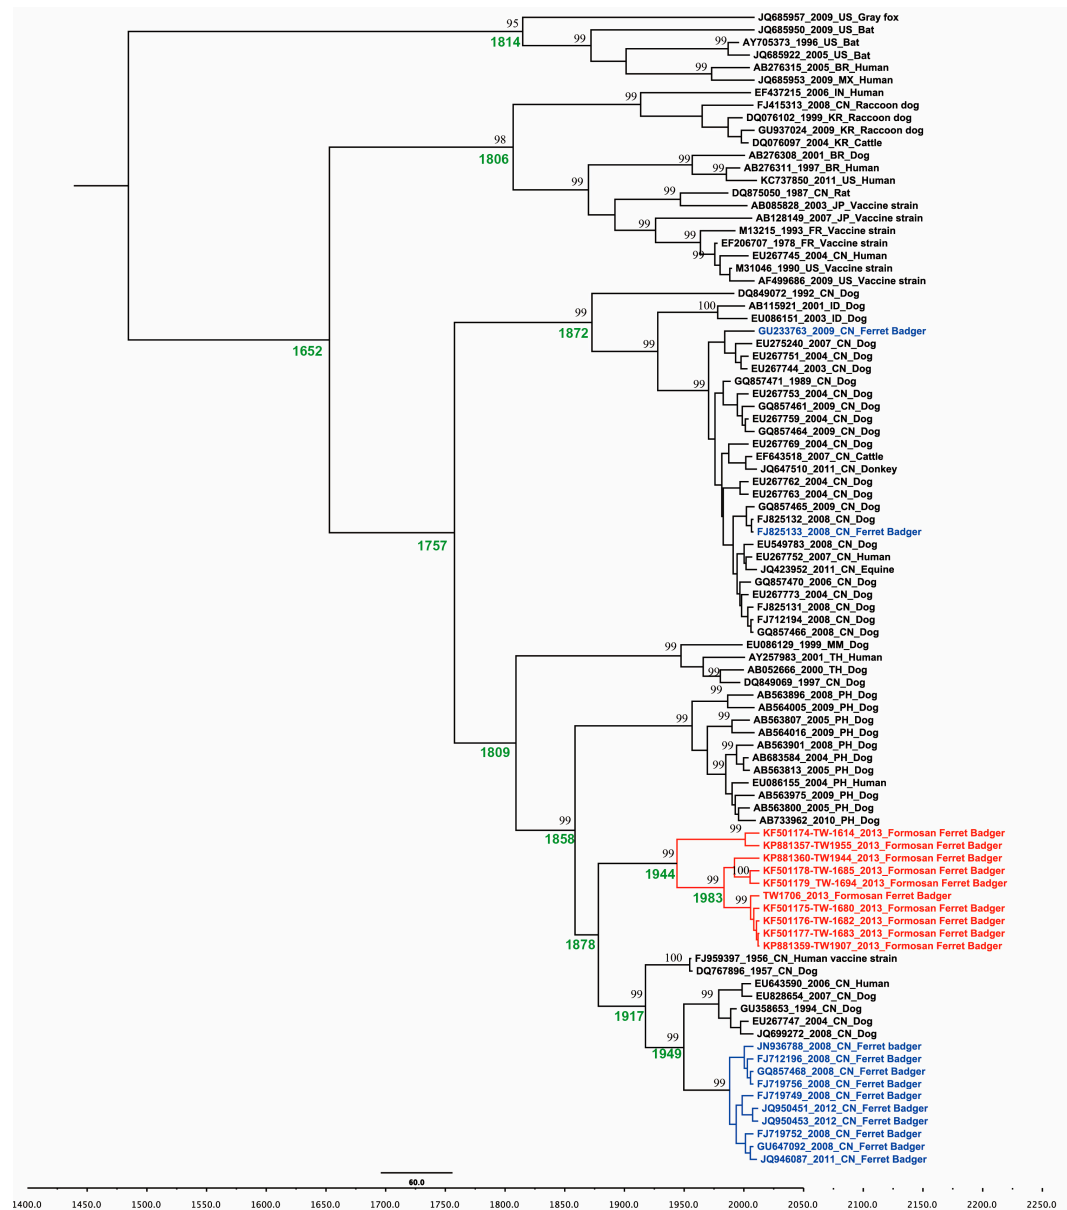 95
JQ685957_2009_US_Gray fox
1814
99
JQ685950_2009_US_Bat
99
AY705373_1996_US_Bat
JQ685922_2005_US_Bat
99
AB276315_2005_BR_Human
JQ685953_2009_MX_Human
99
EF437215_2006_IN_Human
FJ415313_2008_CN_Raccoon dog
DQ076102_1999_KR_Raccoon dog
GU937024_2009_KR_Raccoon dog
98
DQ076097_2004_KR_Cattle
1806
99
AB276308_2001_BR_Dog
99
AB276311_1997_BR_Human
99
KC737850_2011_US_Human
99
DQ875050_1987_CN_Rat
AB085828_2003_JP_Vaccine strain
99
AB128149_2007_JP_Vaccine strain
99
M13215_1993_FR_Vaccine strain
EF206707_1978_FR_Vaccine strain
99
EU267745_2004_CN_Human
M31046_1990_US_Vaccine strain
AF499686_2009_US_Vaccine strain
DQ849072_1992_CN_Dog
99
100
AB115921_2001_ID_Dog
EU086151_2003_ID_Dog
1872
GU233763_2009_CN_Ferret Badger
99
EU275240_2007_CN_Dog
1652
EU267751_2004_CN_Dog
EU267744_2003_CN_Dog
99
GQ857471_1989_CN_Dog
EU267753_2004_CN_Dog
GQ857461_2009_CN_Dog
EU267759_2004_CN_Dog
GQ857464_2009_CN_Dog
EU267769_2004_CN_Dog
EF643518_2007_CN_Cattle
JQ647510_2011_CN_Donkey
EU267762_2004_CN_Dog
EU267763_2004_CN_Dog
GQ857465_2009_CN_Dog
FJ825132_2008_CN_Dog
FJ825133_2008_CN_Ferret Badger
1757
EU549783_2008_CN_Dog
EU267752_2007_CN_Human
JQ423952_2011_CN_Equine
GQ857470_2006_CN_Dog
EU267773_2004_CN_Dog
FJ825131_2008_CN_Dog
FJ712194_2008_CN_Dog
GQ857466_2008_CN_Dog
99
EU086129_1999_MM_Dog
AY257983_2001_TH_Human
99
AB052666_2000_TH_Dog
DQ849069_1997_CN_Dog
99
AB563896_2008_PH_Dog
AB564005_2009_PH_Dog
99
99
AB563807_2005_PH_Dog
AB564016_2009_PH_Dog
99
AB563901_2008_PH_Dog
1809
AB683584_2004_PH_Dog
99
AB563813_2005_PH_Dog
EU086155_2004_PH_Human
AB563975_2009_PH_Dog
AB563800_2005_PH_Dog
99
AB733962_2010_PH_Dog
99
KF501174-TW-1614_2013_Formosan Ferret Badger
1858
KP881357-TW1955_2013_Formosan Ferret Badger
99
KP881360-TW1944_2013_Formosan Ferret Badger
1944
100
KF501178-TW-1685_2013_Formosan Ferret Badger
99
KF501179_TW-1694_2013_Formosan Ferret Badger
1983
99
TW1706_2013_Formosan Ferret Badger
KF501175-TW-1680_2013_Formosan Ferret Badger
KF501176-TW-1682_2013_Formosan Ferret Badger
KF501177-TW-1683_2013_Formosan Ferret Badger
1878
KP881359-TW1907_2013_Formosan Ferret Badger
100
FJ959397_1956_CN_Human vaccine strain
DQ767896_1957_CN_Dog
EU643590_2006_CN_Human
99
99
EU828654_2007_CN_Dog
1917
GU358653_1994_CN_Dog
EU267747_2004_CN_Dog
99
JQ699272_2008_CN_Dog
1949
JN936788_2008_CN_Ferret badger
FJ712196_2008_CN_Ferret Badger
GQ857468_2008_CN_Ferret Badger
99
FJ719756_2008_CN_Ferret Badger
FJ719749_2008_CN_Ferret Badger
JQ950451_2012_CN_Ferret Badger
JQ950453_2012_CN_Ferret Badger
FJ719752_2008_CN_Ferret Badger
GU647092_2008_CN_Ferret Badger
JQ946087_2011_CN_Ferret Badger
60.0
1400.0 1450.0 1500.0 1550.0 1600.0 1650.0 1700.0 1750.0 1800.0 1850.0 1900.0 1950.0 2000.0 2050.0 2100.0 2150.0 2200.0 2250.0